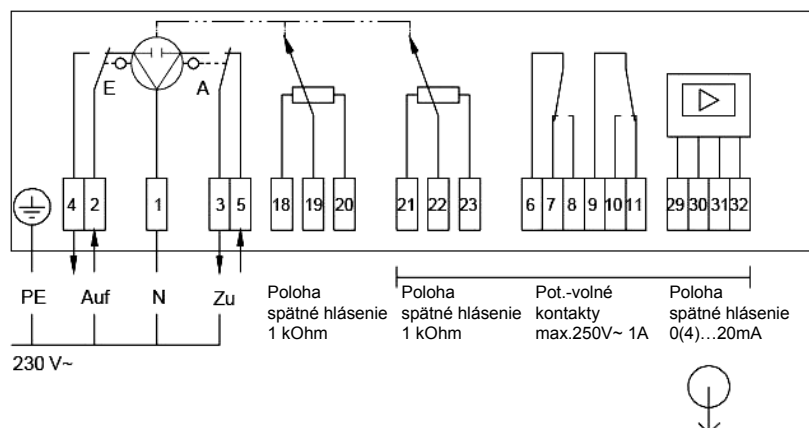 E A
4 2 1 3 5 18 19 20 21 22 23 6 7 8 9 10 11 29 30 31 32
PE Auf N Zu
Poloha
spätné hlásenie
1 kOhm
Poloha
spätné hlásenie
1 kOhm
Pot.-volné
kontakty
max.250V~ 1A
Poloha
spätné hlásenie
0(4)...20mA
230 V~